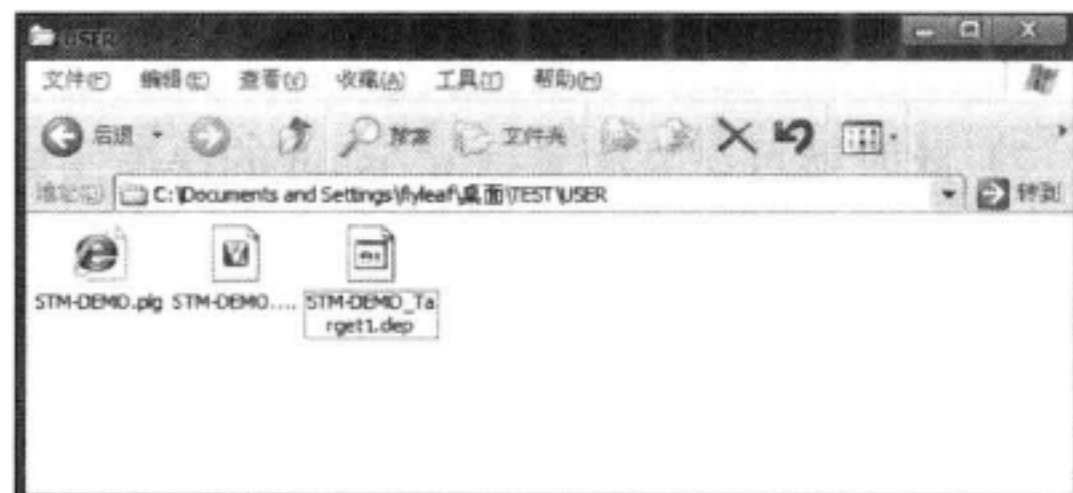 USER
文件(F) 编辑(E) 查看(V) 收藏(A) 工具(T) 帮助(H)
后退 搜索 文件夹
地址(D) C:\Documents and Settings\flyleaf\桌面\TEST\USER 转到
STM-DEMO.plg STM-DEMO.... STM-DEMO_Ta
rget1.dep